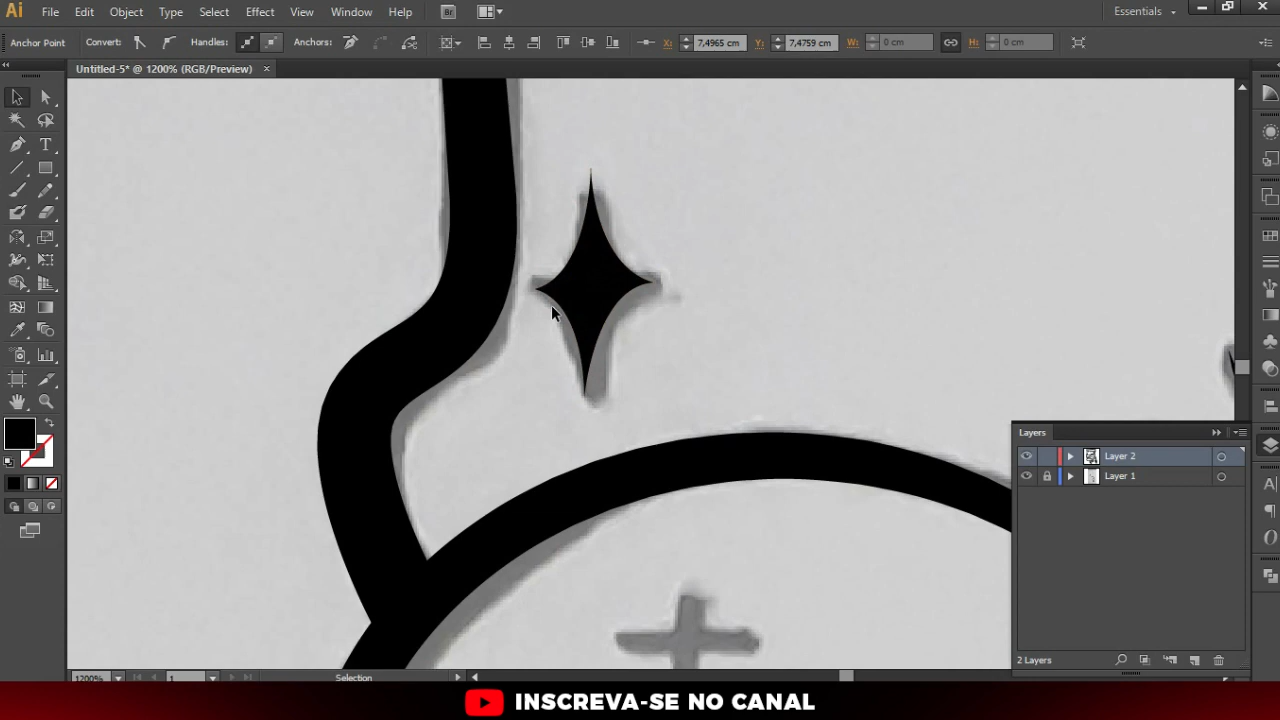 Ai File Edit Object Type Select Effect View Window Help Br Essentials
Anchor Point Convert: Handles: Anchors: X: 7,4965 cm Y: 7,4759 cm W: 0 cm H: 0 cm
Untitled-5* @ 1200% (RGB/Preview) ×
Layers
Layer 2
Layer 1
2 Layers
1200% 1 Selection
INSCREVA-SE NO CANAL